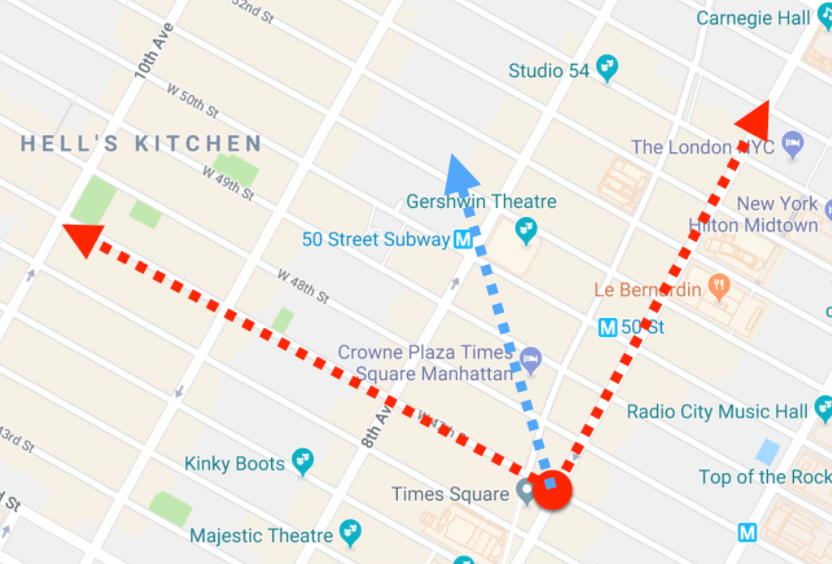 52nd St
Carnegie Hall
10th Ave
Studio 54
W 50th St
HELL'S KITCHEN
The London NYC
W 49th St
Gershwin Theatre
New York
Hilton Midtown
50 Street Subway M
W 48th St
Le Bernardin
M 50 St
Crowne Plaza Times
Square Manhattan
8th Av
W 47th
Radio City Music Hall
43rd St
Kinky Boots
Top of the Rock
Times Square
St
Majestic Theatre
M